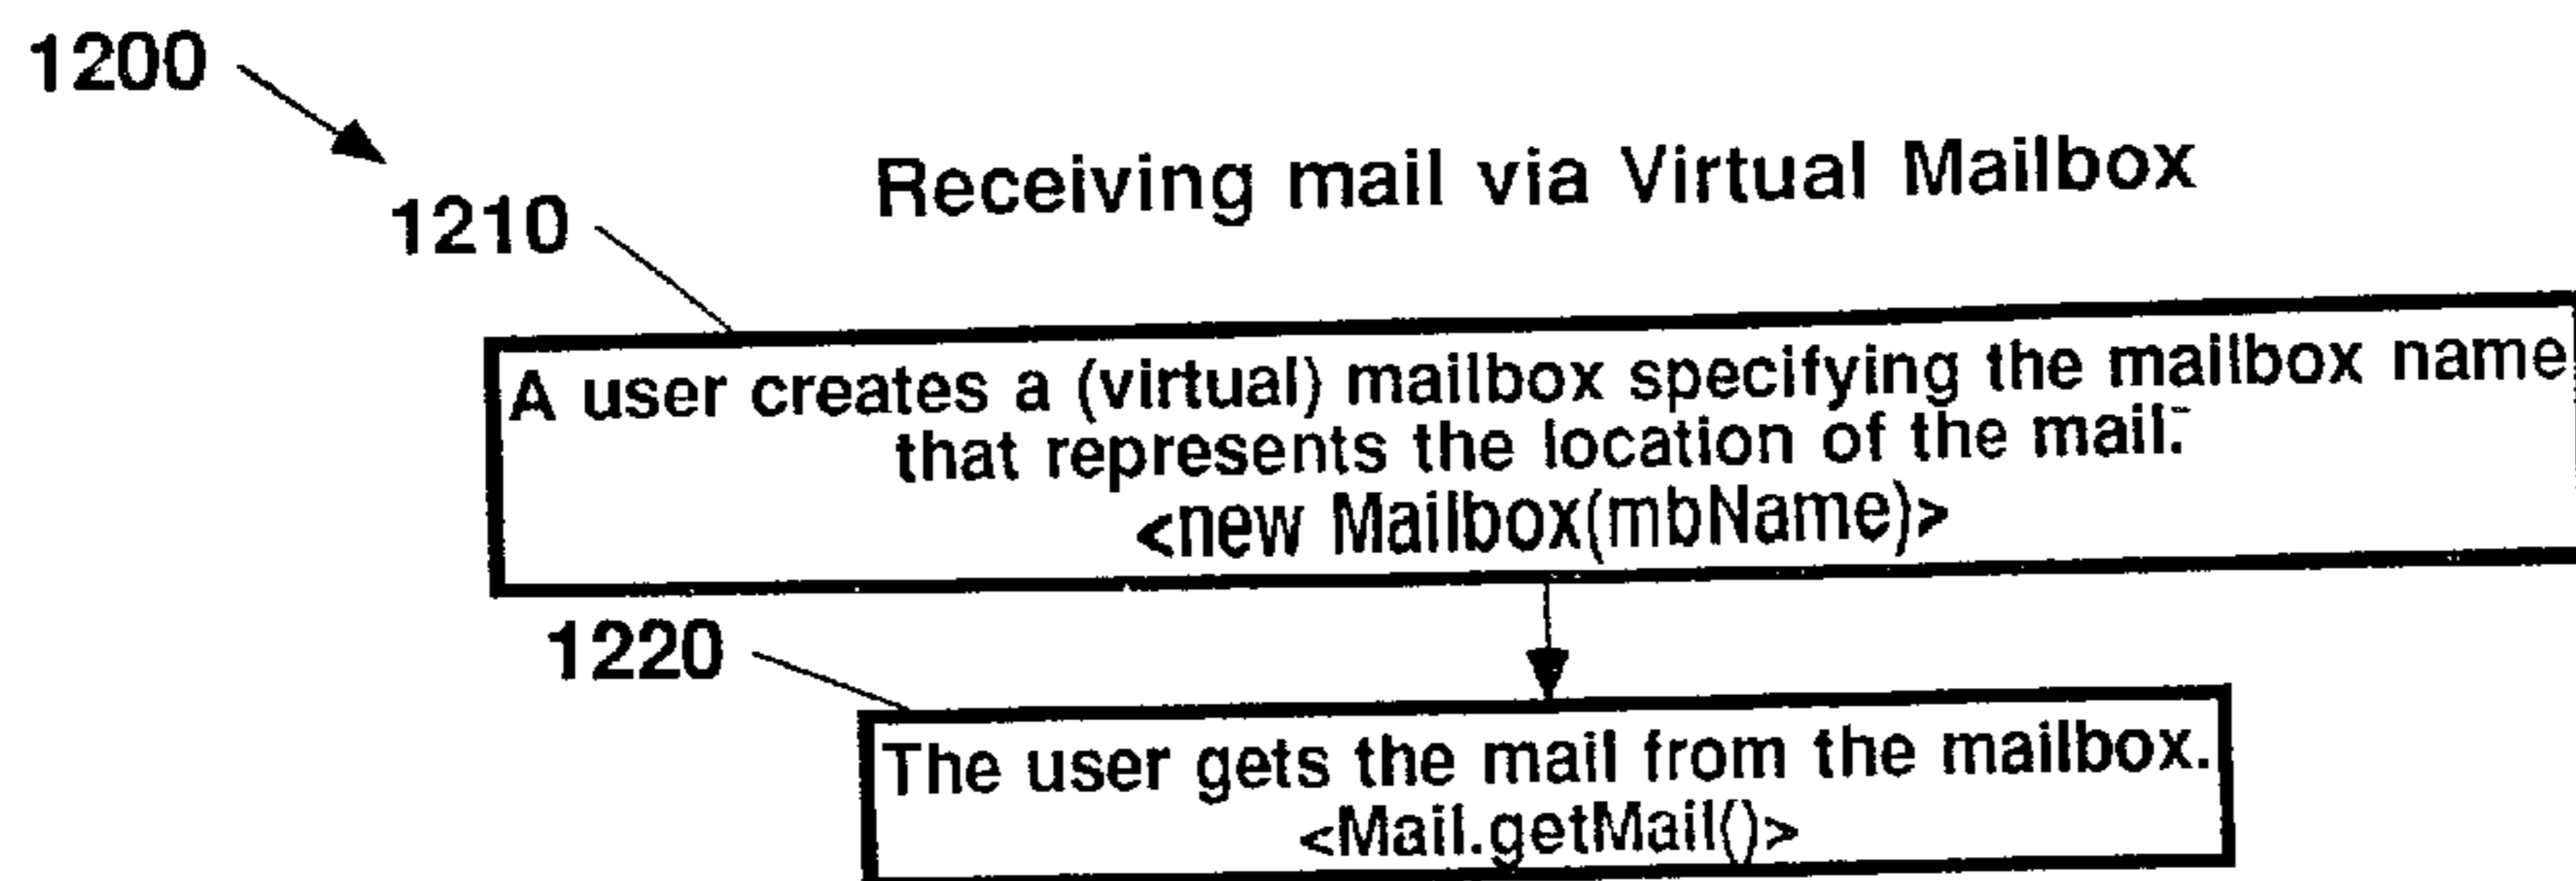 1200
Receiving mail via Virtual Mailbox
1210
A user creates a (virtual) mailbox specifying the mailbox name
that represents the location of the mail.
<new Mailbox(mbName)>
1220
The user gets the mail from the mailbox.
<Mail.getMail()>